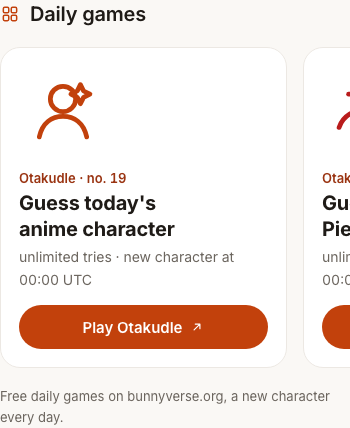 Daily games
Otakudle · no. 19
Guess today's
anime character
unlimited tries · new character at
00:00 UTC
Play Otakudle ↗
Free daily games on bunnyverse.org, a new character
every day.